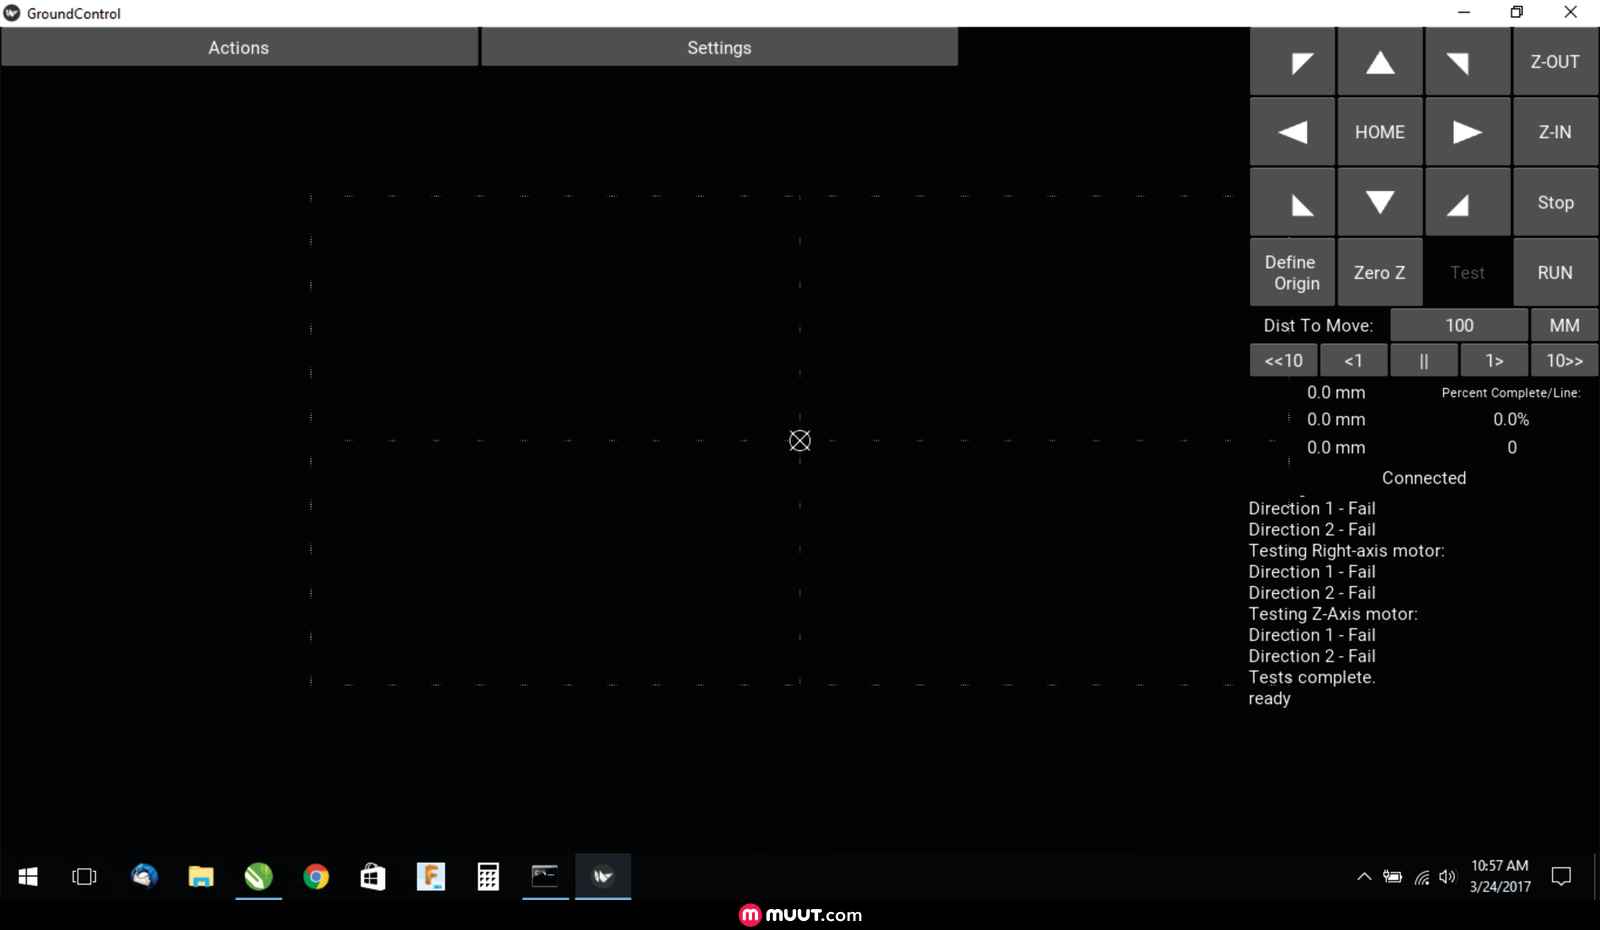 GroundControl
Actions
Settings
Z-OUT
HOME
Z-IN
Stop
Define
Origin
Zero Z
Test
RUN
Dist To Move:
100
MM
<<10
<1
||
1>
10>>
0.0 mm
Percent Complete/Line:
0.0 mm
0.0%
0.0 mm
0
Connected
Direction 1 - Fail
Direction 2 - Fail
Testing Right-axis motor:
Direction 1 - Fail
Direction 2 - Fail
Testing Z-Axis motor:
Direction 1 - Fail
Direction 2 - Fail
Tests complete.
ready
10:57 AM
3/24/2017
muut.com